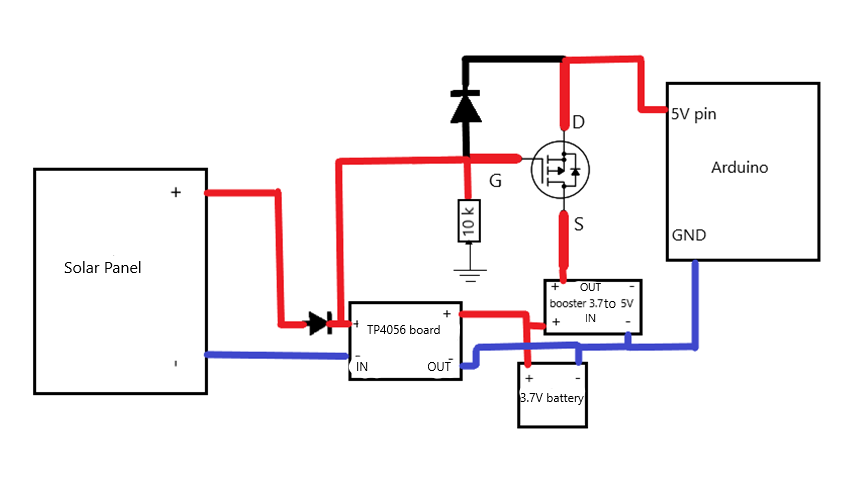 Solar Panel
+
-
TP4056 board
+
-
IN
+
-
OUT
10 k
G
D
S
+ OUT -
booster 3.7 to 5V
+ IN -
+ -
3.7V battery
5V pin
Arduino
GND